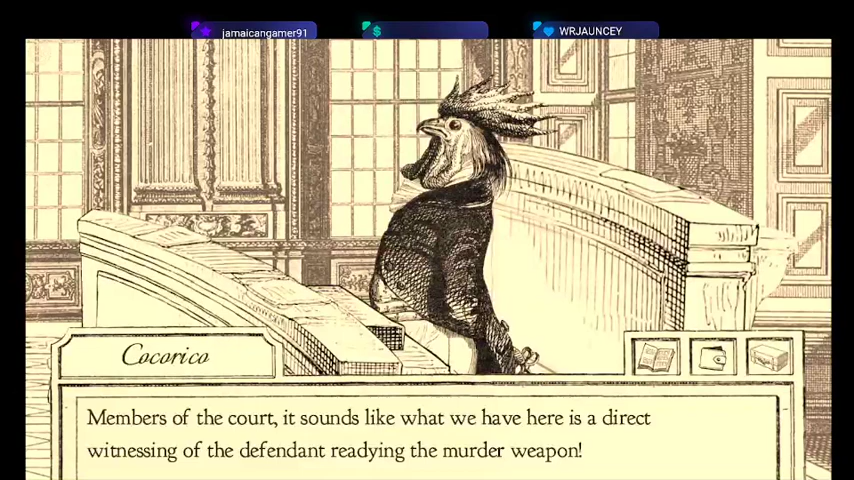 jamaicangamer91
$
WRJAUNCEY
Cocorico
Members of the court, it sounds like what we have here is a direct
witnessing of the defendant readying the murder weapon!